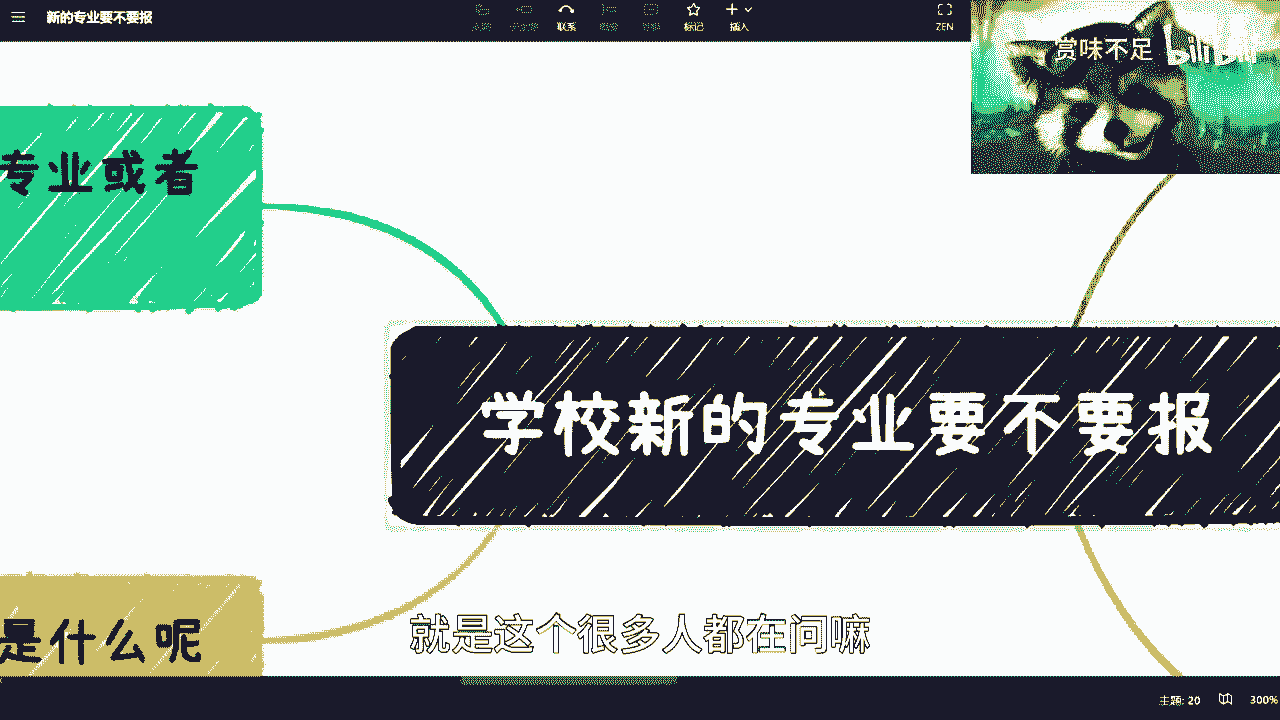 新的专业要不要报
联系
标记
插入
ZEN
赏味不足
bilibili
专业或者
学校新的专业要不要报
是什么呢
就是这个很多人都在问嘛
主题: 20
300%